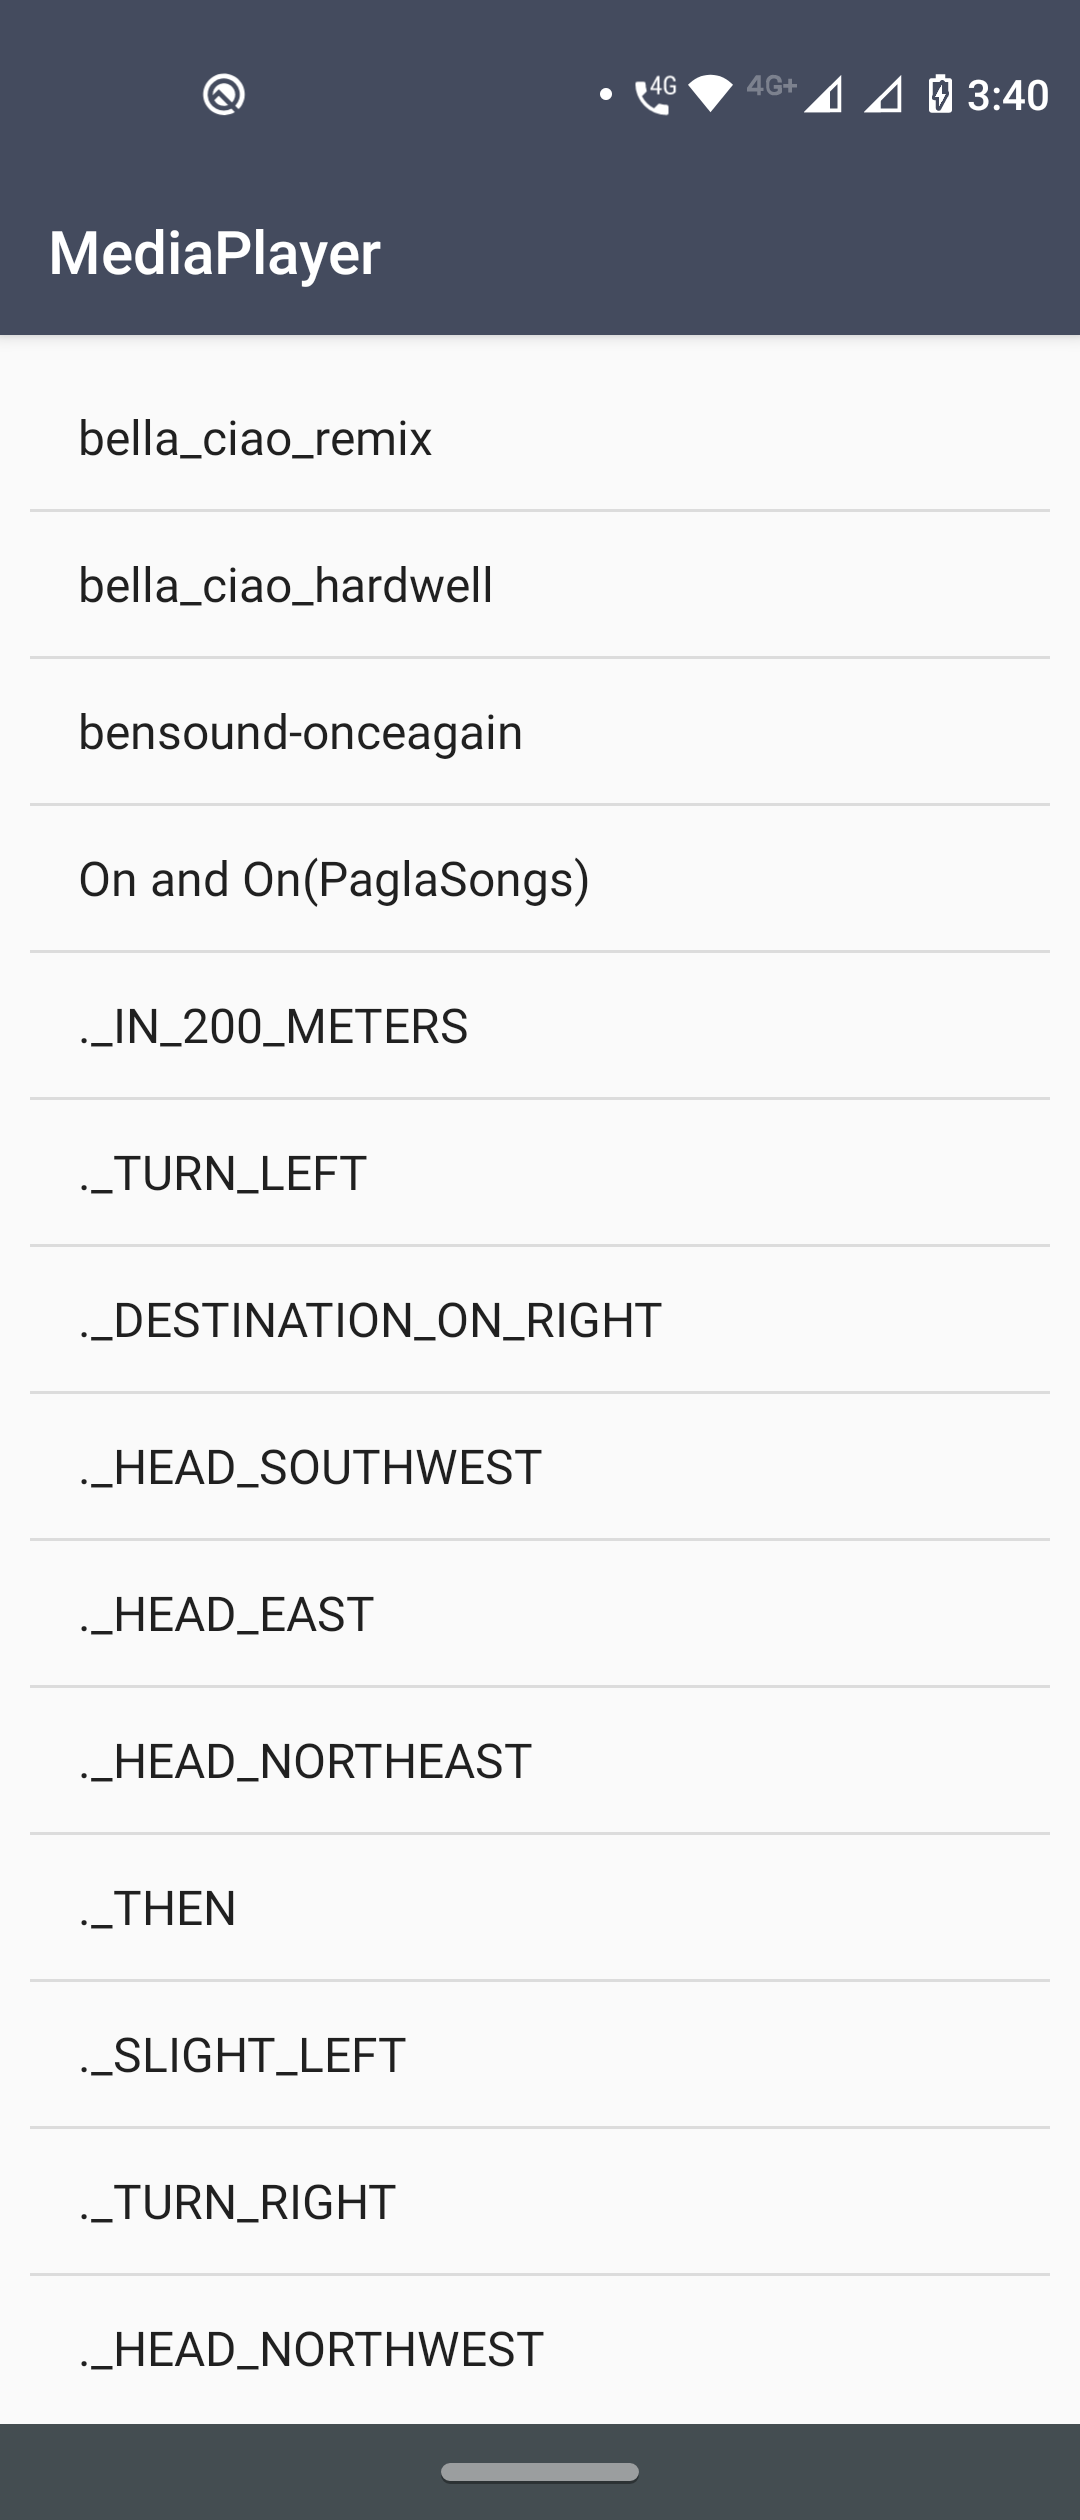 4G 4G+ 3:40
MediaPlayer
bella_ciao_remix
bella_ciao_hardwell
bensound-onceagain
On and On(PaglaSongs)
._IN_200_METERS
._TURN_LEFT
._DESTINATION_ON_RIGHT
._HEAD_SOUTHWEST
._HEAD_EAST
._HEAD_NORTHEAST
._THEN
._SLIGHT_LEFT
._TURN_RIGHT
._HEAD_NORTHWEST